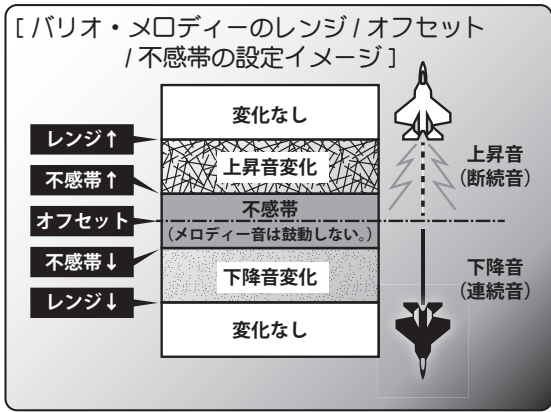 [ バリオ・メロディーのレンジ / オフセット
/ 不感帯の設定イメージ ]
変化なし
レンジ↑
上昇音変化
上昇音
(断続音)
不感帯↑
不感帯
オフセット
(メロディー音は鼓動しない。)
不感帯↓
下降音変化
下降音
(連続音)
レンジ↓
変化なし